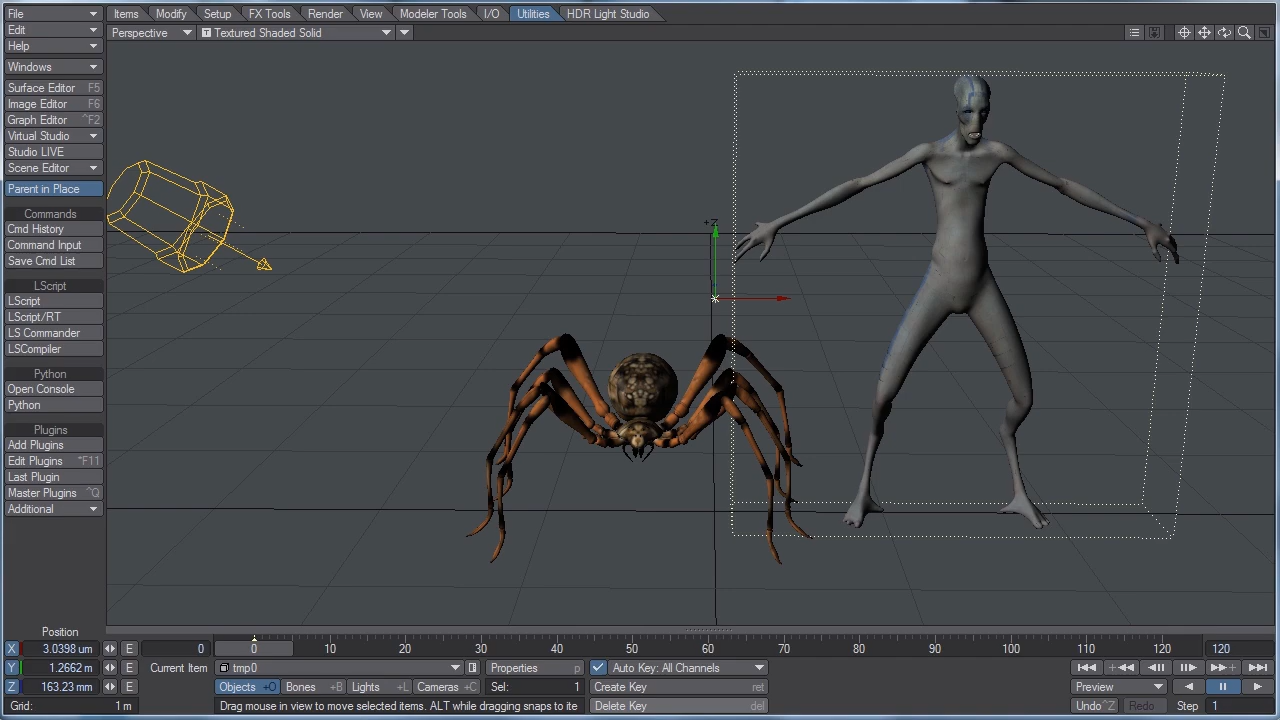 File
Items Modify Setup FX Tools Render View Modeler Tools I/O Utilities HDR Light Studio
Edit
Perspective T Textured Shaded Solid
Help
Windows
Surface Editor F5
Image Editor F6
Graph Editor ^F2
Virtual Studio
Studio LIVE
Scene Editor
Parent in Place
Commands
Cmd History
Command Input
Save Cmd List
LScript
LScript
LScript/RT
LS Commander
LSCompiler
Python
Open Console
Python
Plugins
Add Plugins
Edit Plugins *F11
Last Plugin
Master Plugins ^Q
Additional
+Z
Position
X 3.0398 um E 0 0 10 20 30 40 50 60 70 80 90 100 110 120 120
Y 1.2662 m E Current Item tmp0 Properties p Auto Key: All Channels
Z 163.23 mm E Objects +O Bones +B Lights +L Cameras +C Sel: 1 Create Key ret Preview
Grid: 1 m Drag mouse in view to move selected items. ALT while dragging snaps to ite Delete Key del Undo^Z Redo Step 1